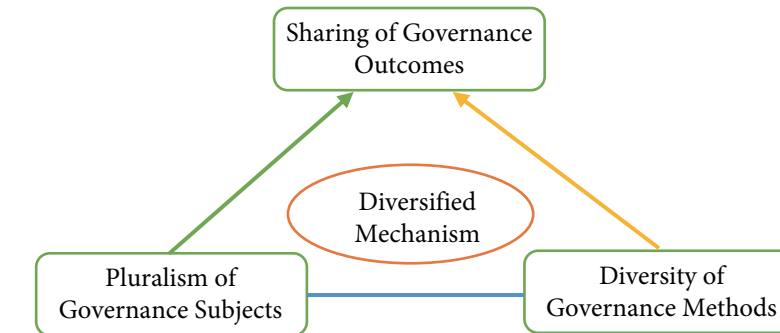 Sharing of Governance
Outcomes
Diversified
Mechanism
Pluralism of
Governance Subjects
Diversity of
Governance Methods